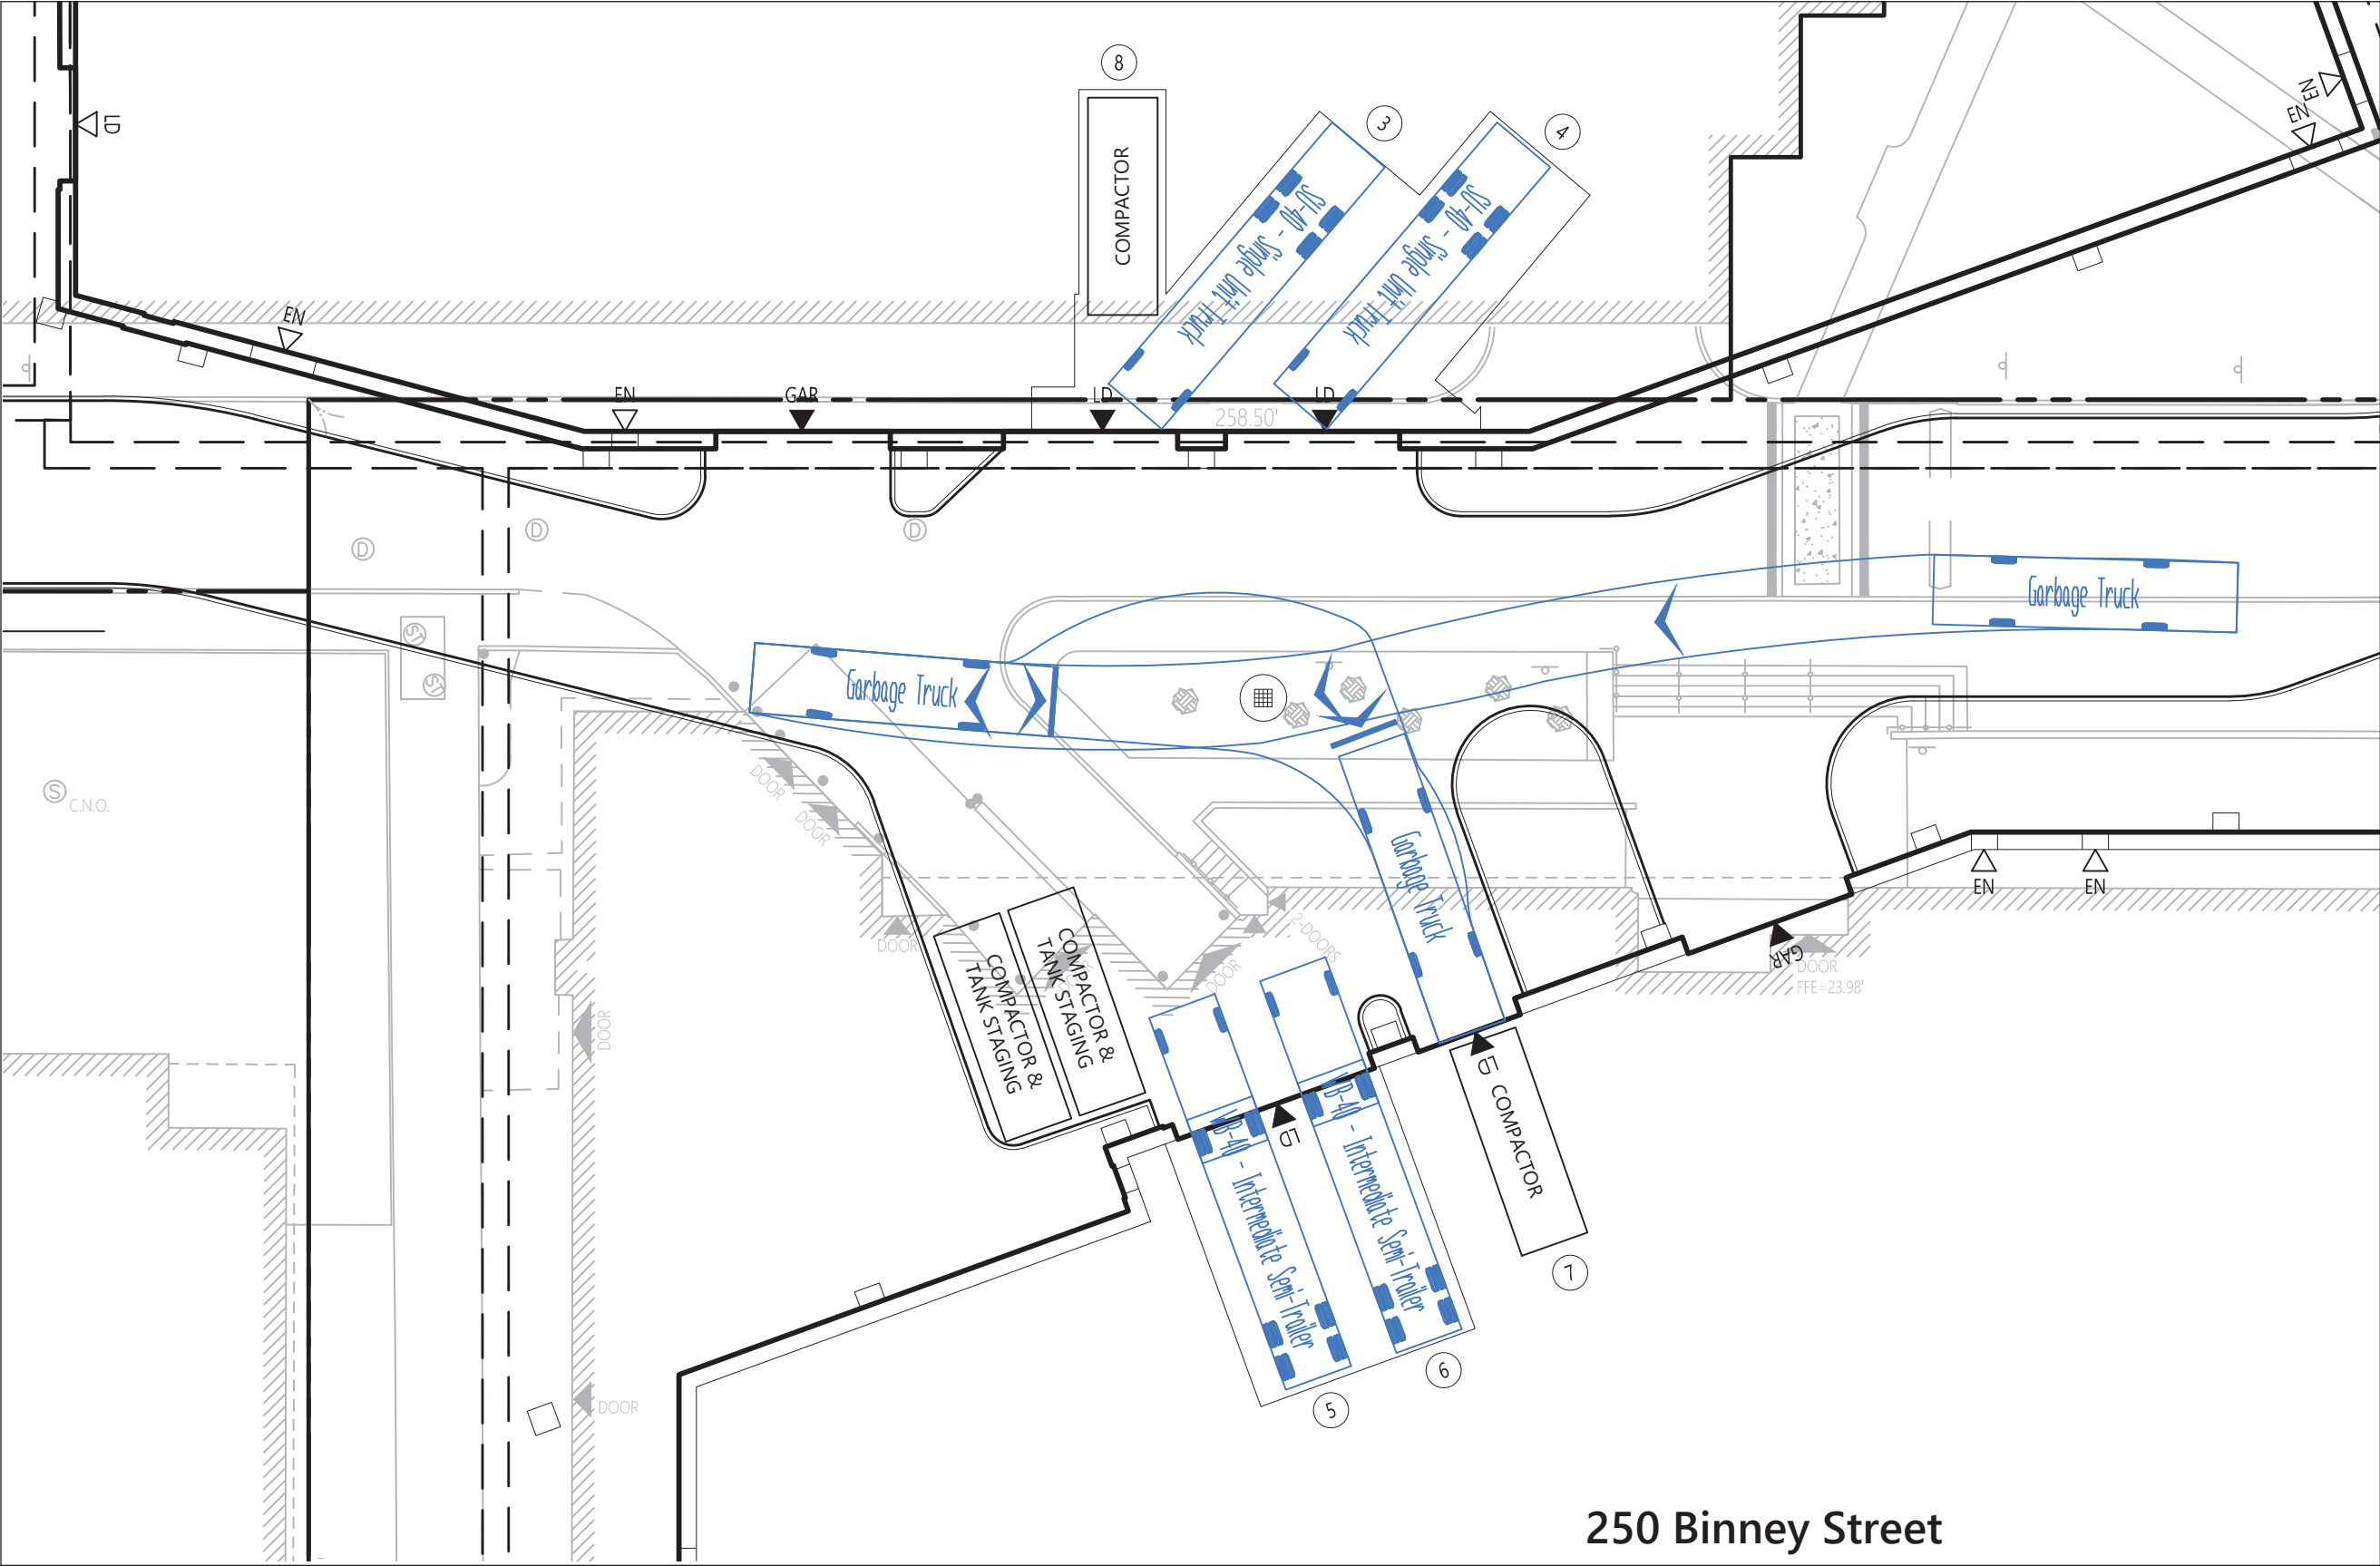 8
3
4
LD
COMPACTOR
SU-40 - Single Unit Truck
SU-40 - Single Unit Truck
EN
EN
EN
EN
GAR
LD
LD
258.50'
D
D
D
ST
ST
Garbage Truck
Garbage Truck
Garbage Truck
S
C.N.O.
DOOR
DOOR
DOOR
DOOR
2-DOORS
DOOR
DOOR
COMPACTOR &
TANK STAGING
COMPACTOR &
TANK STAGING
EN
EN
GAR
DOOR
FFE=23.98'
LD
LD
COMPACTOR
WB-40 - Intermediate Semi-Trailer
WB-40 - Intermediate Semi-Trailer
7
6
5
250 Binney Street